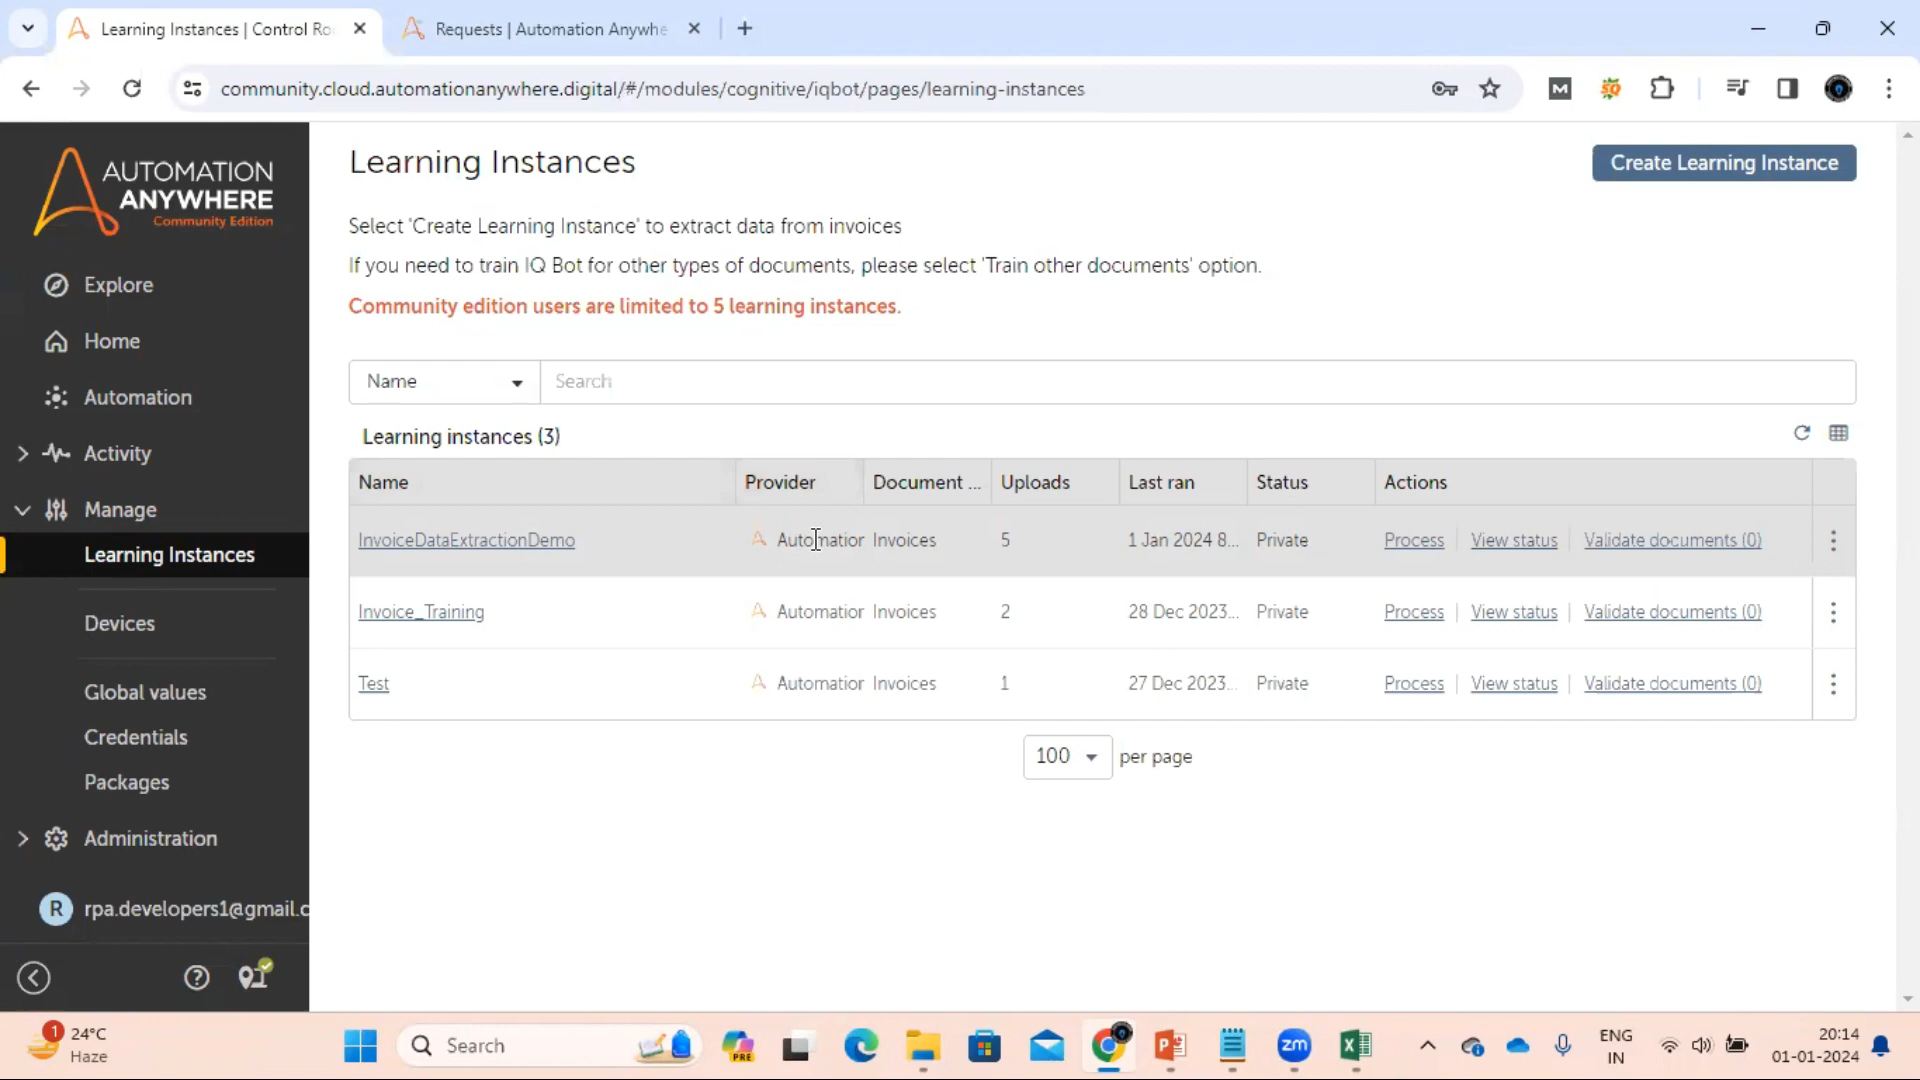 Learning Instances | Control Ro
Requests | Automation Anywhe
community.cloud.automationanywhere.digital/#/modules/cognitive/iqbot/pages/learning-instances
AUTOMATION
ANYWHERE
Community Edition
Explore
Home
Automation
Activity
Manage
Learning Instances
Devices
Global values
Credentials
Packages
Administration
R rpa.developers1@gmail.c
Learning Instances
Create Learning Instance
Select 'Create Learning Instance' to extract data from invoices
If you need to train IQ Bot for other types of documents, please select 'Train other documents' option.
Community edition users are limited to 5 learning instances.
Name Search
Learning instances (3)
Name Provider Document ... Uploads Last ran Status Actions
InvoiceDataExtractionDemo Automation Invoices 5 1 Jan 2024 8... Private Process View status Validate documents (0)
Invoice_Training Automation Invoices 2 28 Dec 2023... Private Process View status Validate documents (0)
Test Automation Invoices 1 27 Dec 2023... Private Process View status Validate documents (0)
100 per page
1 24°C
Haze
Search
PRE
zm
ENG
IN
20:14
01-01-2024